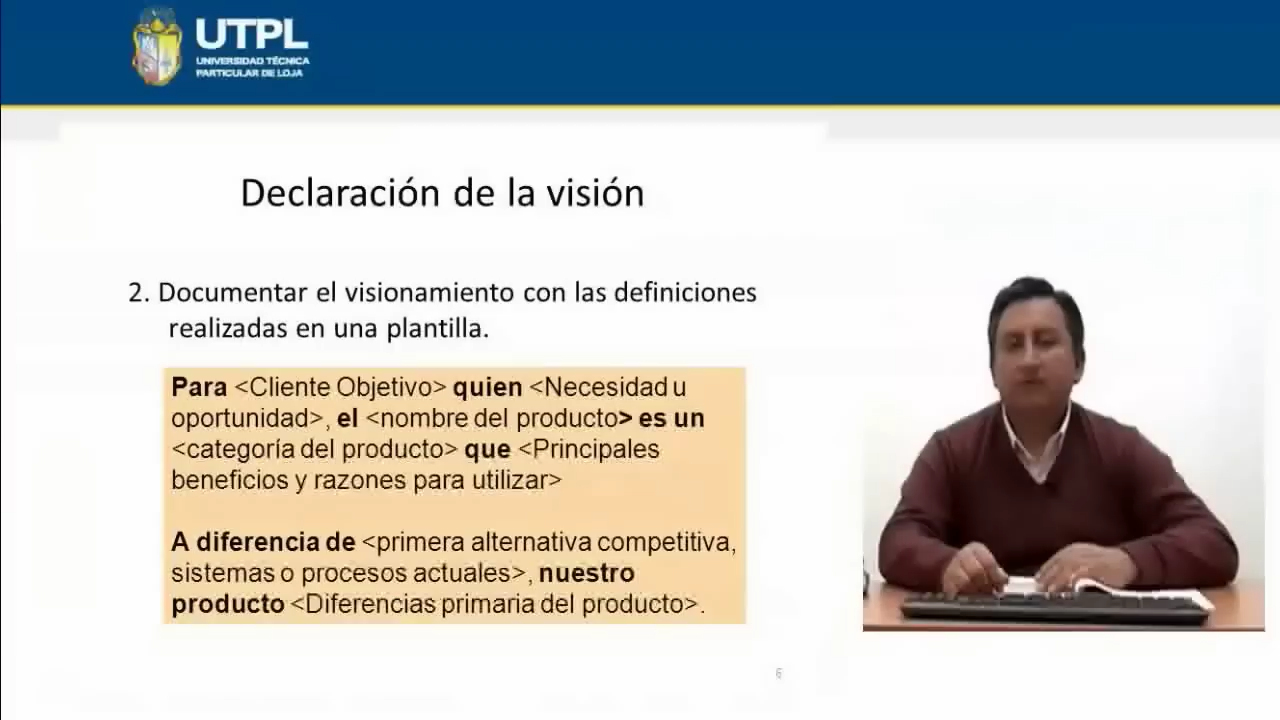 UTPL
UNIVERSIDAD TÉCNICA
PARTICULAR DE LOJA
Declaración de la visión
2. Documentar el visionamiento con las definiciones
realizadas en una plantilla.
Para <Cliente Objetivo> quien <Necesidad u
oportunidad>, el <nombre del producto> es un
<categoría del producto> que <Principales
beneficios y razones para utilizar>
A diferencia de <primera alternativa competitiva,
sistemas o procesos actuales>, nuestro
producto <Diferencias primaria del producto>.
6